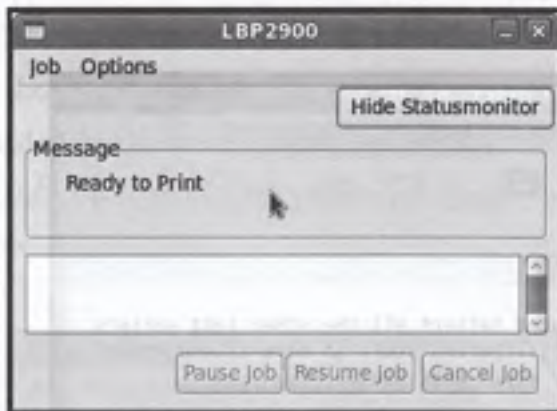 LBP2900
Job Options
Hide Statusmonitor
Message
Ready to Print
Pause Job Resume Job Cancel Job